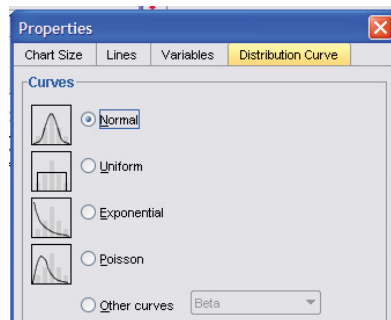 Properties
Chart Size Lines Variables Distribution Curve
Curves
Normal
Uniform
Exponential
Poisson
Other curves Beta